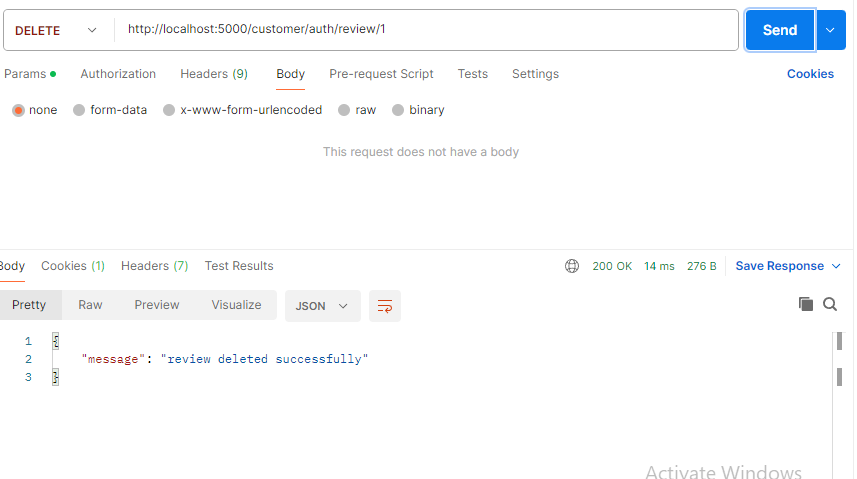 DELETE http://localhost:5000/customer/auth/review/1 Send
Params Authorization Headers (9) Body Pre-request Script Tests Settings Cookies
none form-data x-www-form-urlencoded raw binary
This request does not have a body
Body Cookies (1) Headers (7) Test Results 200 OK 14 ms 276 B Save Response
Pretty Raw Preview Visualize JSON
1 {
2 "message": "review deleted successfully"
3 }
Activate Windows